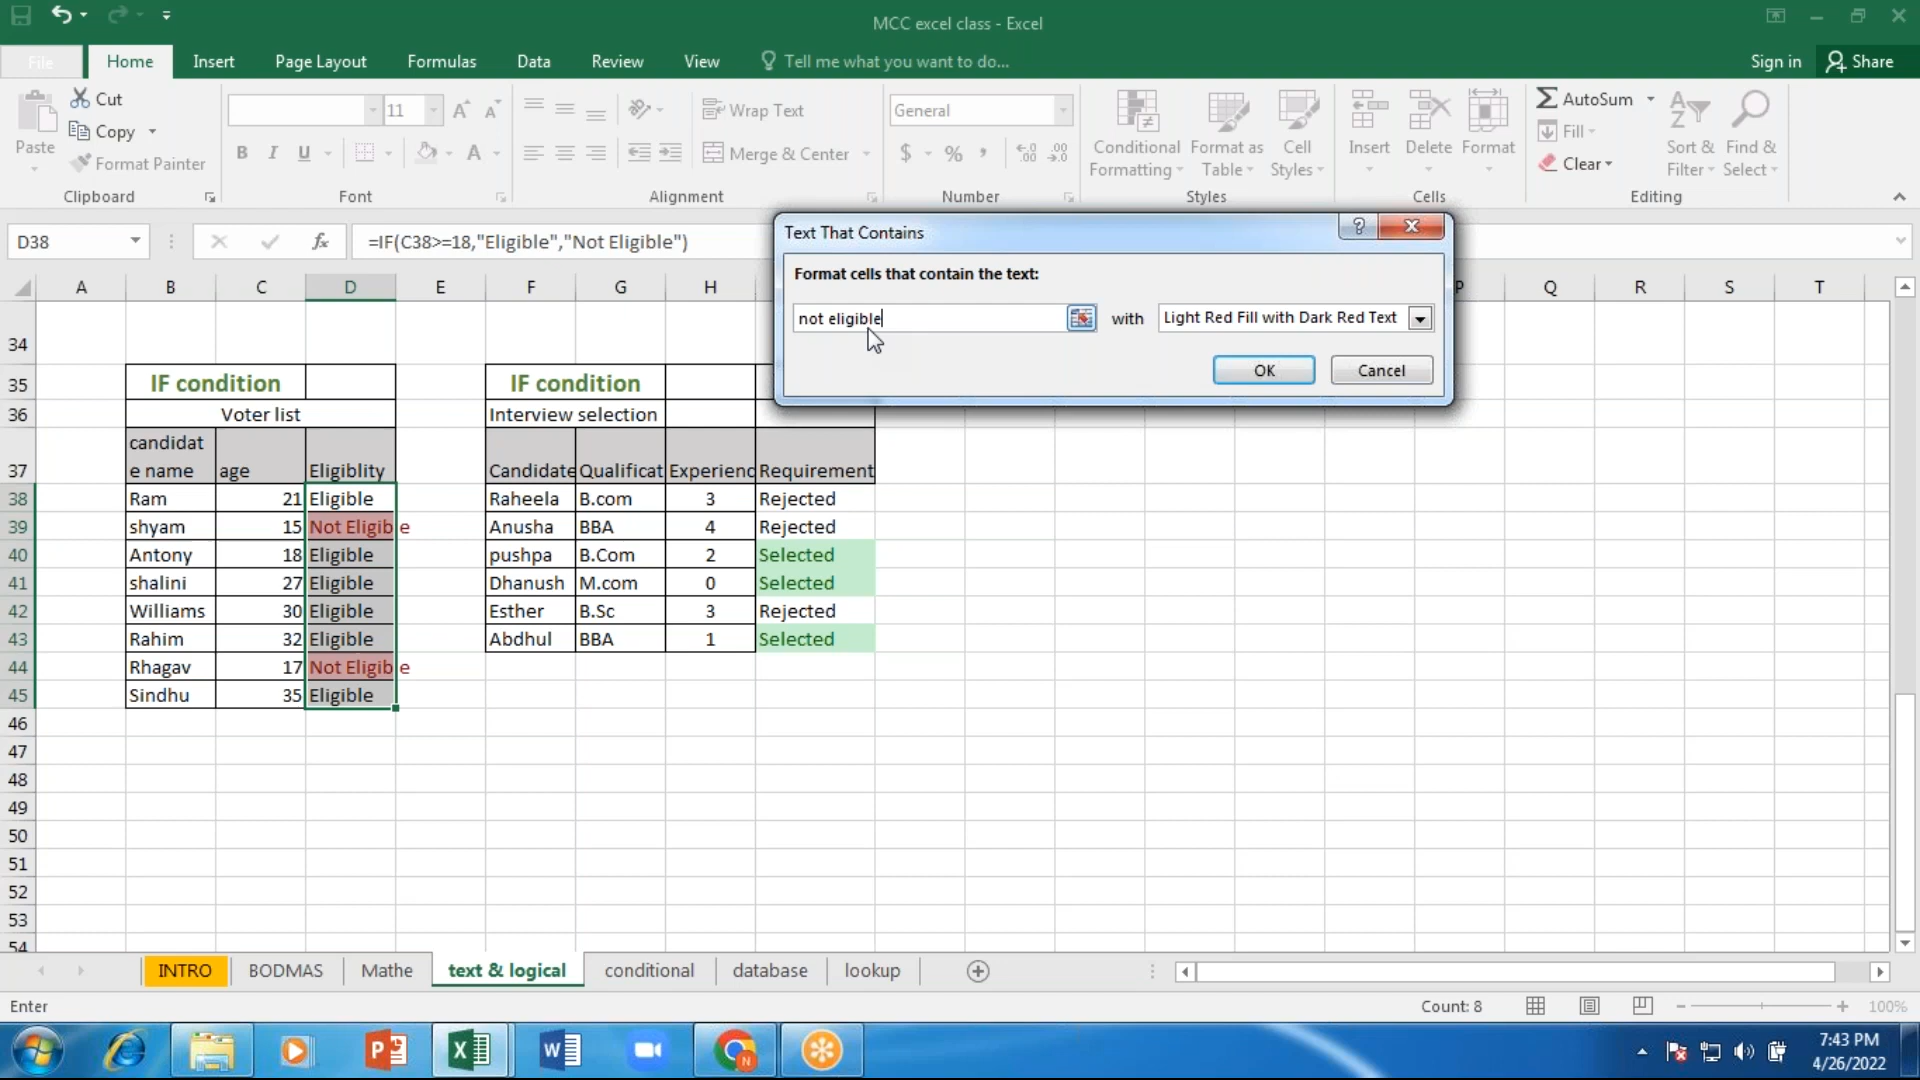 MCC excel class - Excel
File
Home
Insert
Page Layout
Formulas
Data
Review
View
Tell me what you want to do...
Sign in
Share
Paste
Cut
Copy
Format Painter
Clipboard
11
B I U
A
Font
Wrap Text
Merge & Center
Alignment
General
$ % ,
Number
Conditional
Formatting
Format as
Table
Cell
Styles
Styles
Insert
Delete
Format
Cells
AutoSum
Fill
Clear
Sort &
Filter
Find &
Select
Editing
D38
fx
=IF(C38>=18,"Eligible","Not Eligible")
Text That Contains
Format cells that contain the text:
not eligible
with
Light Red Fill with Dark Red Text
OK
Cancel
A B C D E F G H P Q R S T
34
35 IF condition IF condition
36 Voter list Interview selection
37 candidat
e name age Eligiblity Candidate Qualificat Experienc Requirement
38 Ram 21 Eligible Raheela B.com 3 Rejected
39 shyam 15 Not Eligible Anusha BBA 4 Rejected
40 Antony 18 Eligible pushpa B.Com 2 Selected
41 shalini 27 Eligible Dhanush M.com 0 Selected
42 Williams 30 Eligible Esther B.Sc 3 Rejected
43 Rahim 32 Eligible Abdhul BBA 1 Selected
44 Rhagav 17 Not Eligible
45 Sindhu 35 Eligible
46
47
48
49
50
51
52
53
54
INTRO
BODMAS
Mathe
text & logical
conditional
database
lookup
Enter
Count: 8
100%
7:43 PM
4/26/2022